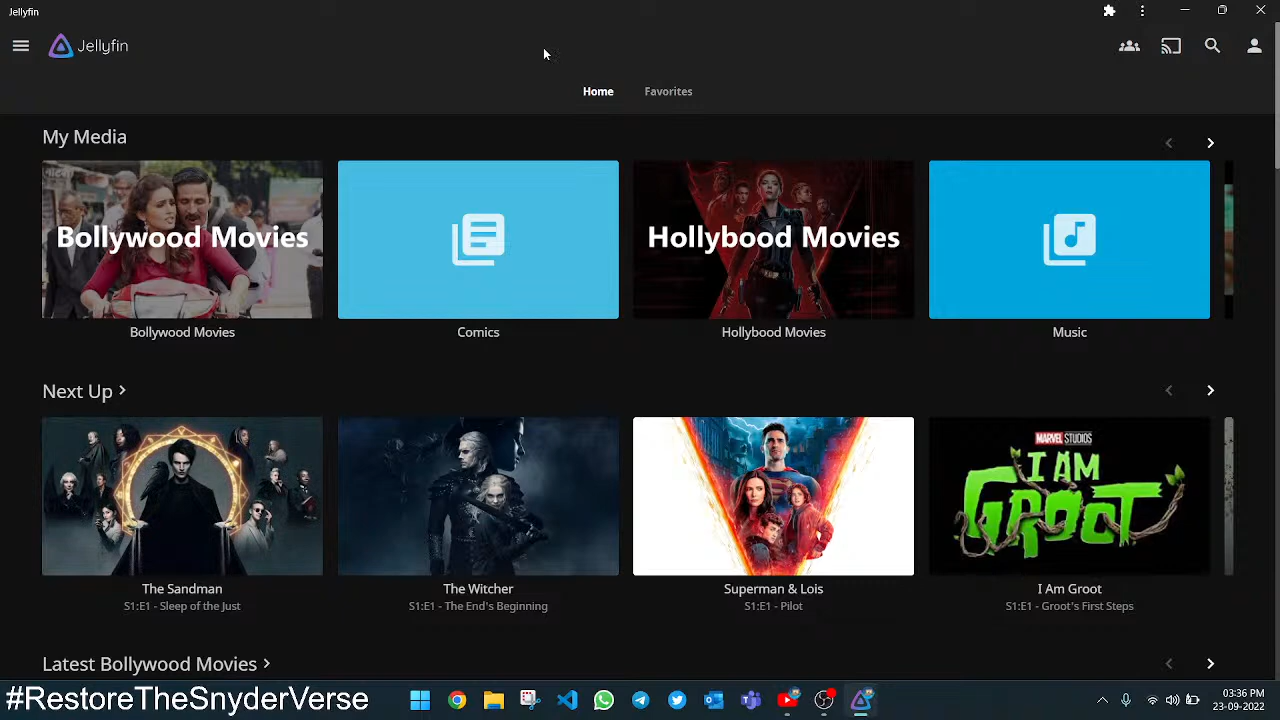 Jellyfin
Jellyfin
Home
Favorites
My Media
Bollywood Movies
Hollybood Movies
Bollywood Movies
Comics
Hollybood Movies
Music
Next Up
MARVEL STUDIOS
I AM
GROOT
The Sandman
The Witcher
Superman & Lois
I Am Groot
S1:E1 - Sleep of the Just
S1:E1 - The End's Beginning
S1:E1 - Pilot
S1:E1 - Groot's First Steps
Latest Bollywood Movies
#RestoreTheSnyderVerse
03:36 PM
23-09-2022